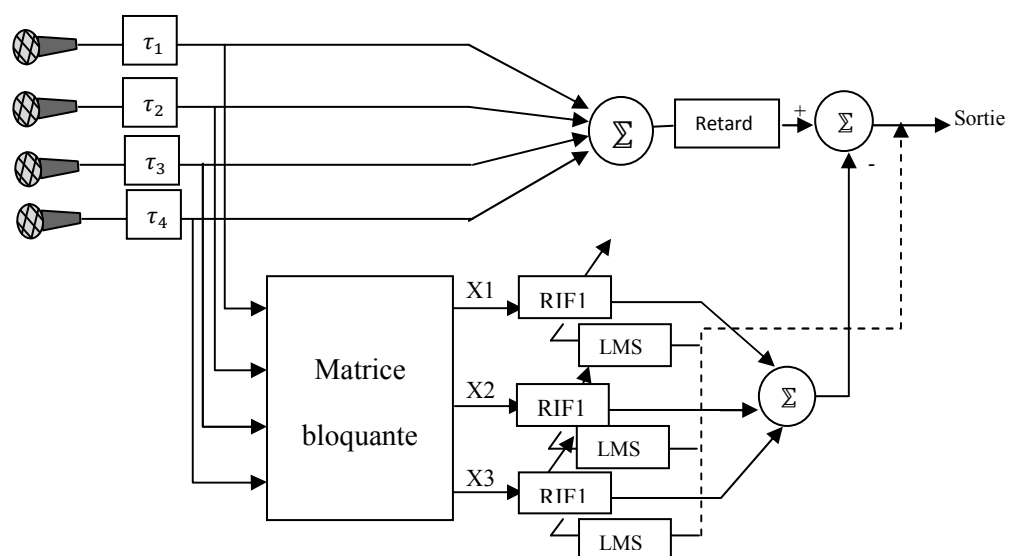 τ₁
τ₂
τ₃
τ₄
Σ
Retard
+
Σ
-
Sortie
Matrice
bloquante
X1
RIF1
LMS
X2
RIF1
LMS
X3
RIF1
LMS
Σ